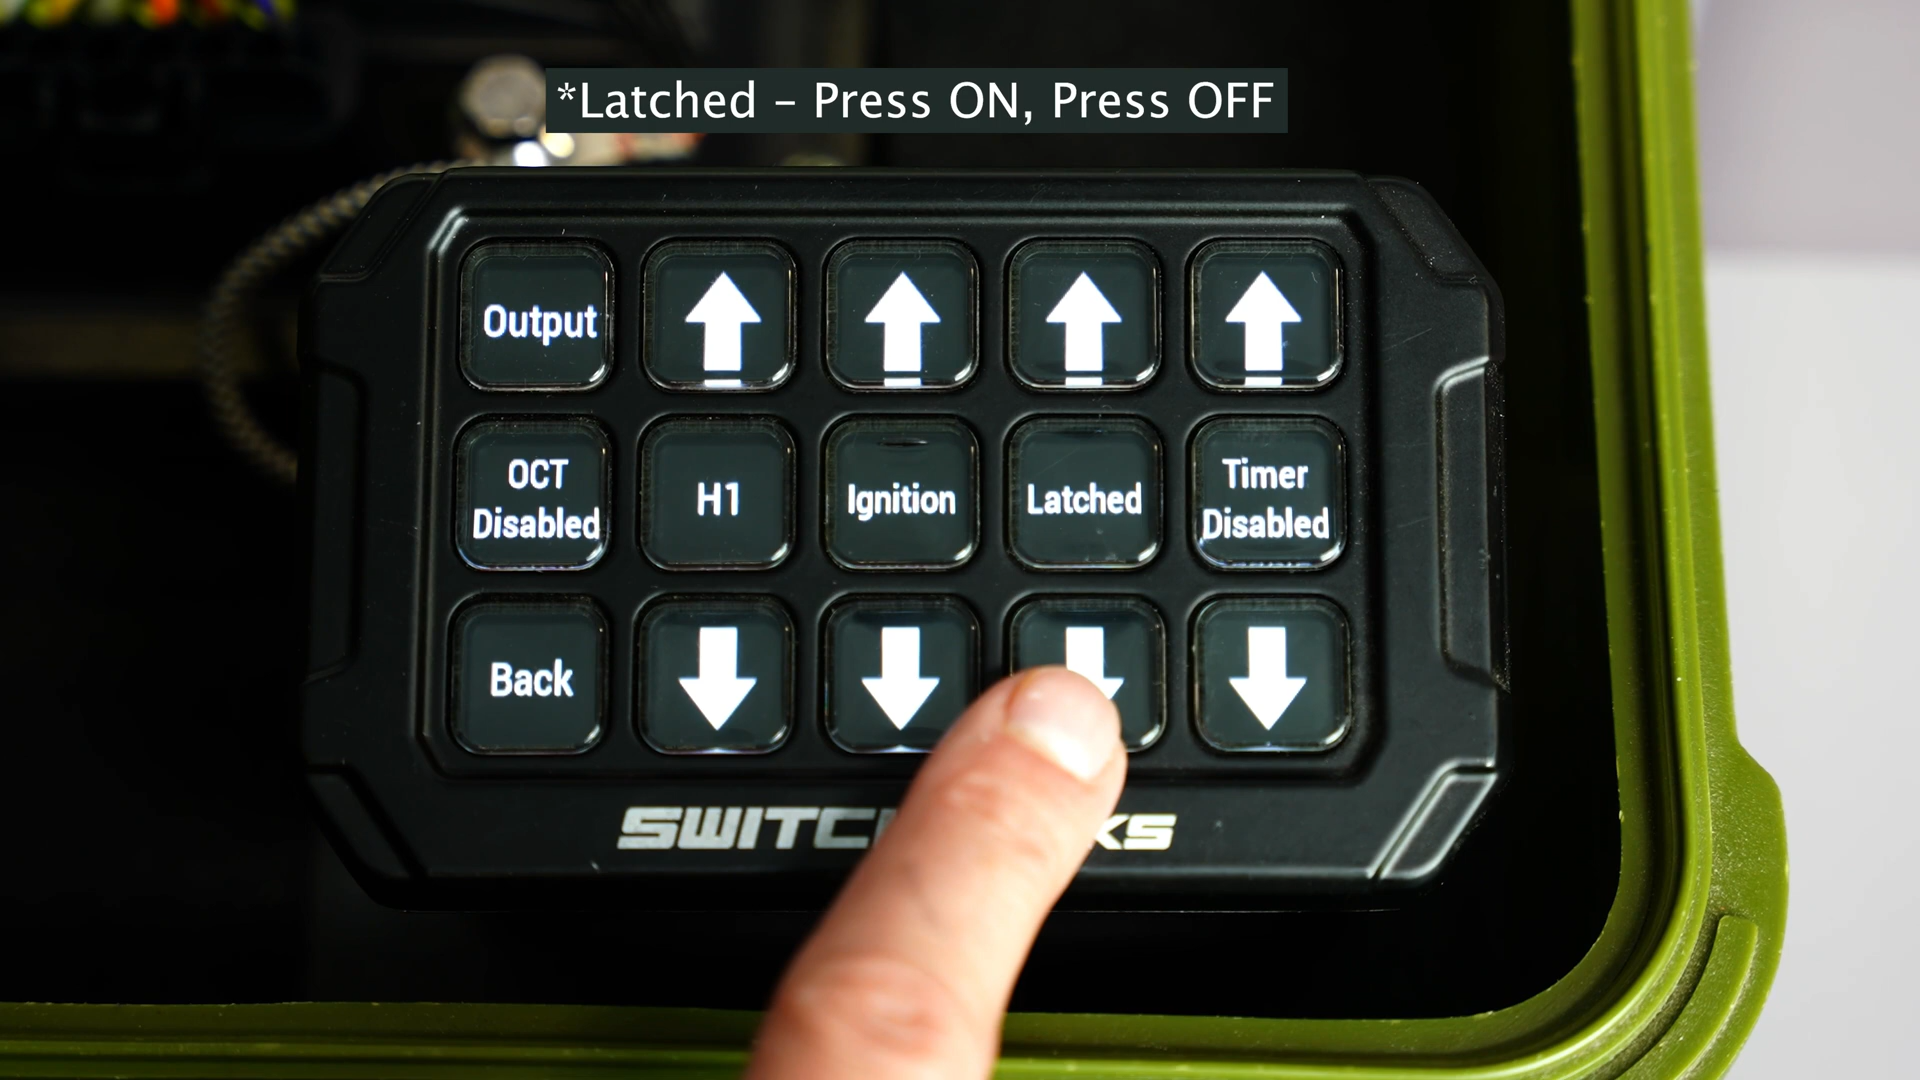 *Latched – Press ON, Press OFF
Output
OCT
Disabled
H1
Ignition
Latched
Timer
Disabled
Back